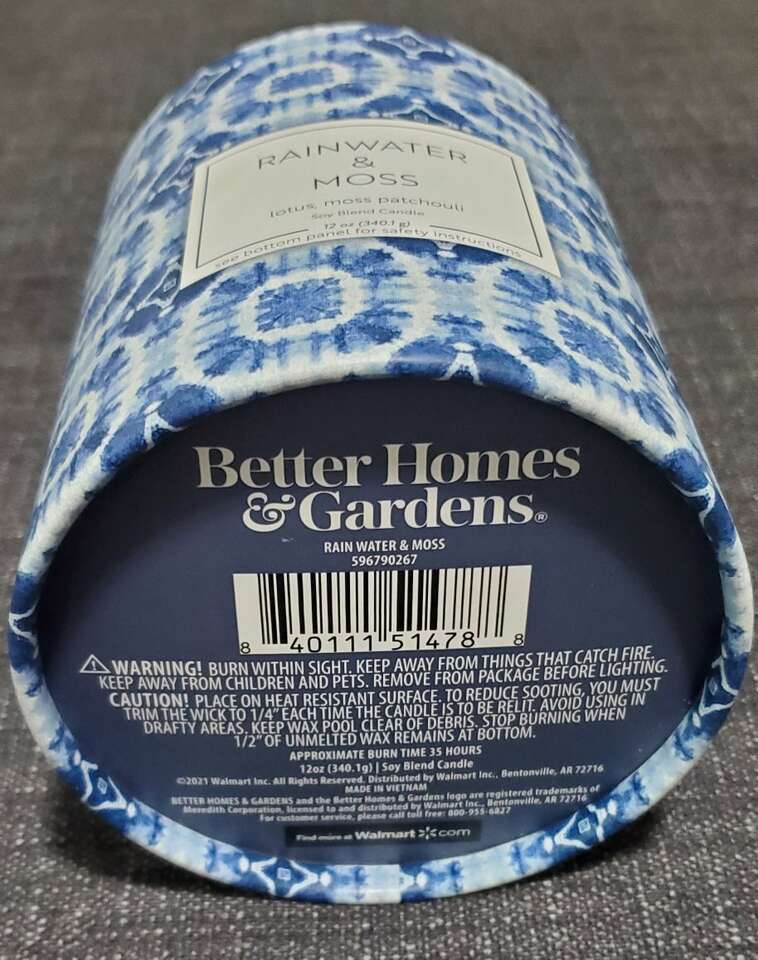 RAINWATER
&
MOSS
lotus, moss patchouli
Soy Blend Candle
12 oz (340.1 g)
see bottom panel for safety instructions
Better Homes
& Gardens®
RAIN WATER & MOSS
596790267
8 40111 51478 8
⚠ WARNING! BURN WITHIN SIGHT. KEEP AWAY FROM THINGS THAT CATCH FIRE.
KEEP AWAY FROM CHILDREN AND PETS. REMOVE FROM PACKAGE BEFORE LIGHTING.
CAUTION! PLACE ON HEAT RESISTANT SURFACE. TO REDUCE SOOTING, YOU MUST
TRIM THE WICK TO 1/4” EACH TIME THE CANDLE IS TO BE RELIT. AVOID USING IN
DRAFTY AREAS. KEEP WAX POOL CLEAR OF DEBRIS. STOP BURNING WHEN
1/2” OF UNMELTED WAX REMAINS AT BOTTOM.
APPROXIMATE BURN TIME 35 HOURS
12oz (340.1g) | Soy Blend Candle
©2021 Walmart Inc. All Rights Reserved. Distributed by Walmart Inc., Bentonville, AR 72716
MADE IN VIETNAM
BETTER HOMES & GARDENS and the Better Homes & Gardens logo are registered trademarks of
Meredith Corporation, licensed to and distributed by Walmart Inc., Bentonville, AR 72716
For customer service, please call toll free: 800-955-6827
Find more at Walmart.com